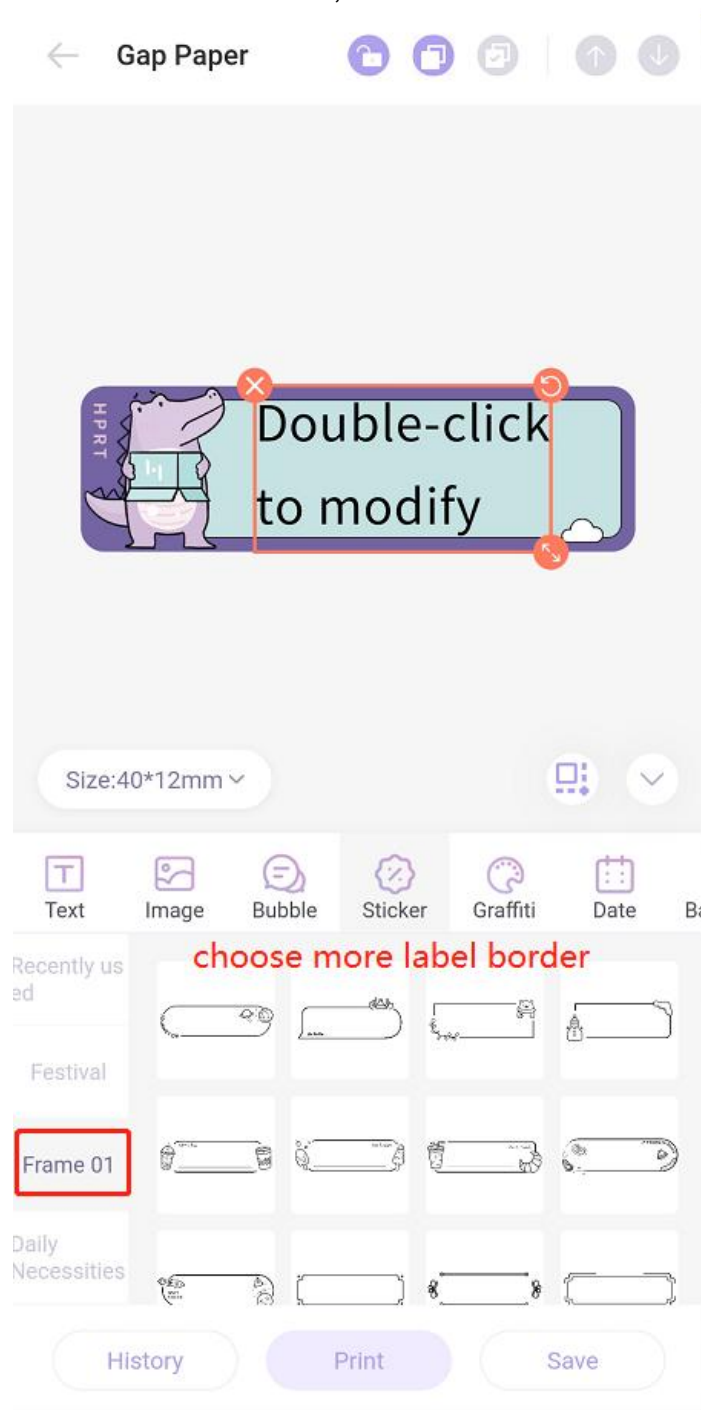 Gap Paper
HPRT
Double-click
to modify
Size:40*12mm
Text
Image
Bubble
Sticker
Graffiti
Date
Ba
choose more label border
Recently us
ed
Festival
Frame 01
Daily
Necessities
History
Print
Save